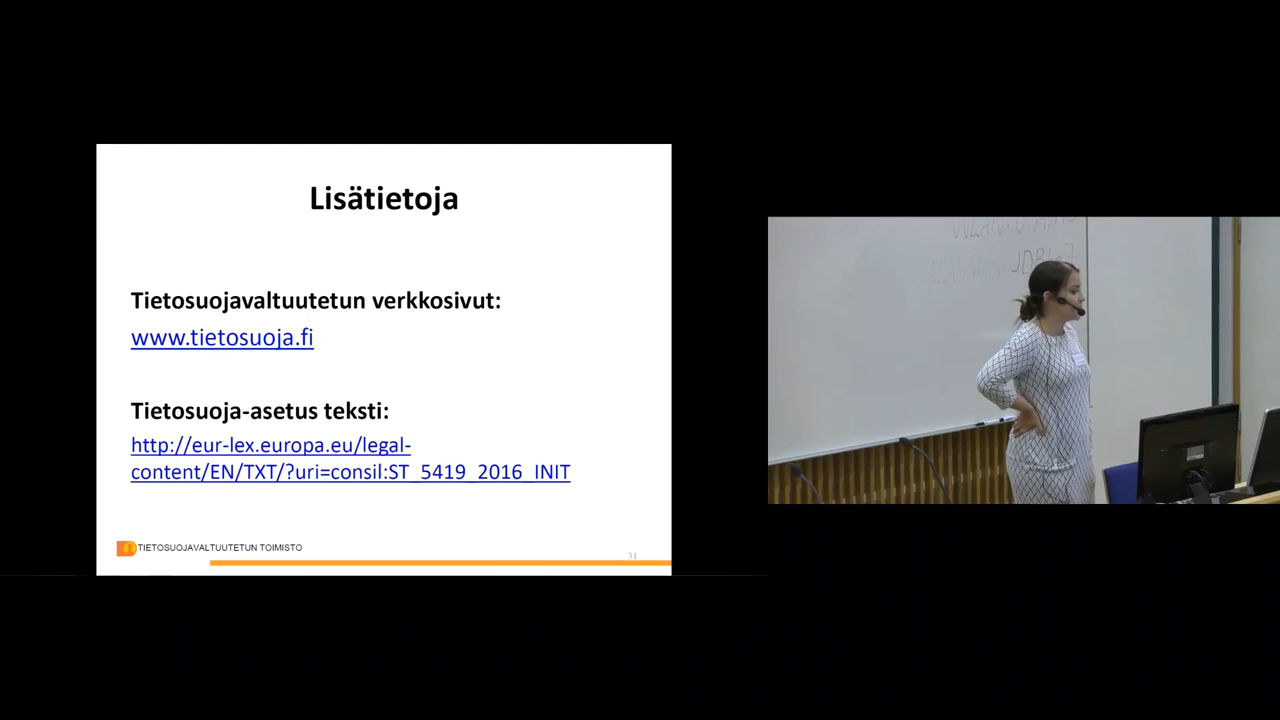 Lisätietoja
Tietosuojavaltuutetun verkkosivut:
www.tietosuoja.fi
Tietosuoja-asetus teksti:
http://eur-lex.europa.eu/legal-
content/EN/TXT/?uri=consil:ST_5419_2016_INIT
TIETOSUOJAVALTUUTETUN TOIMISTO
31